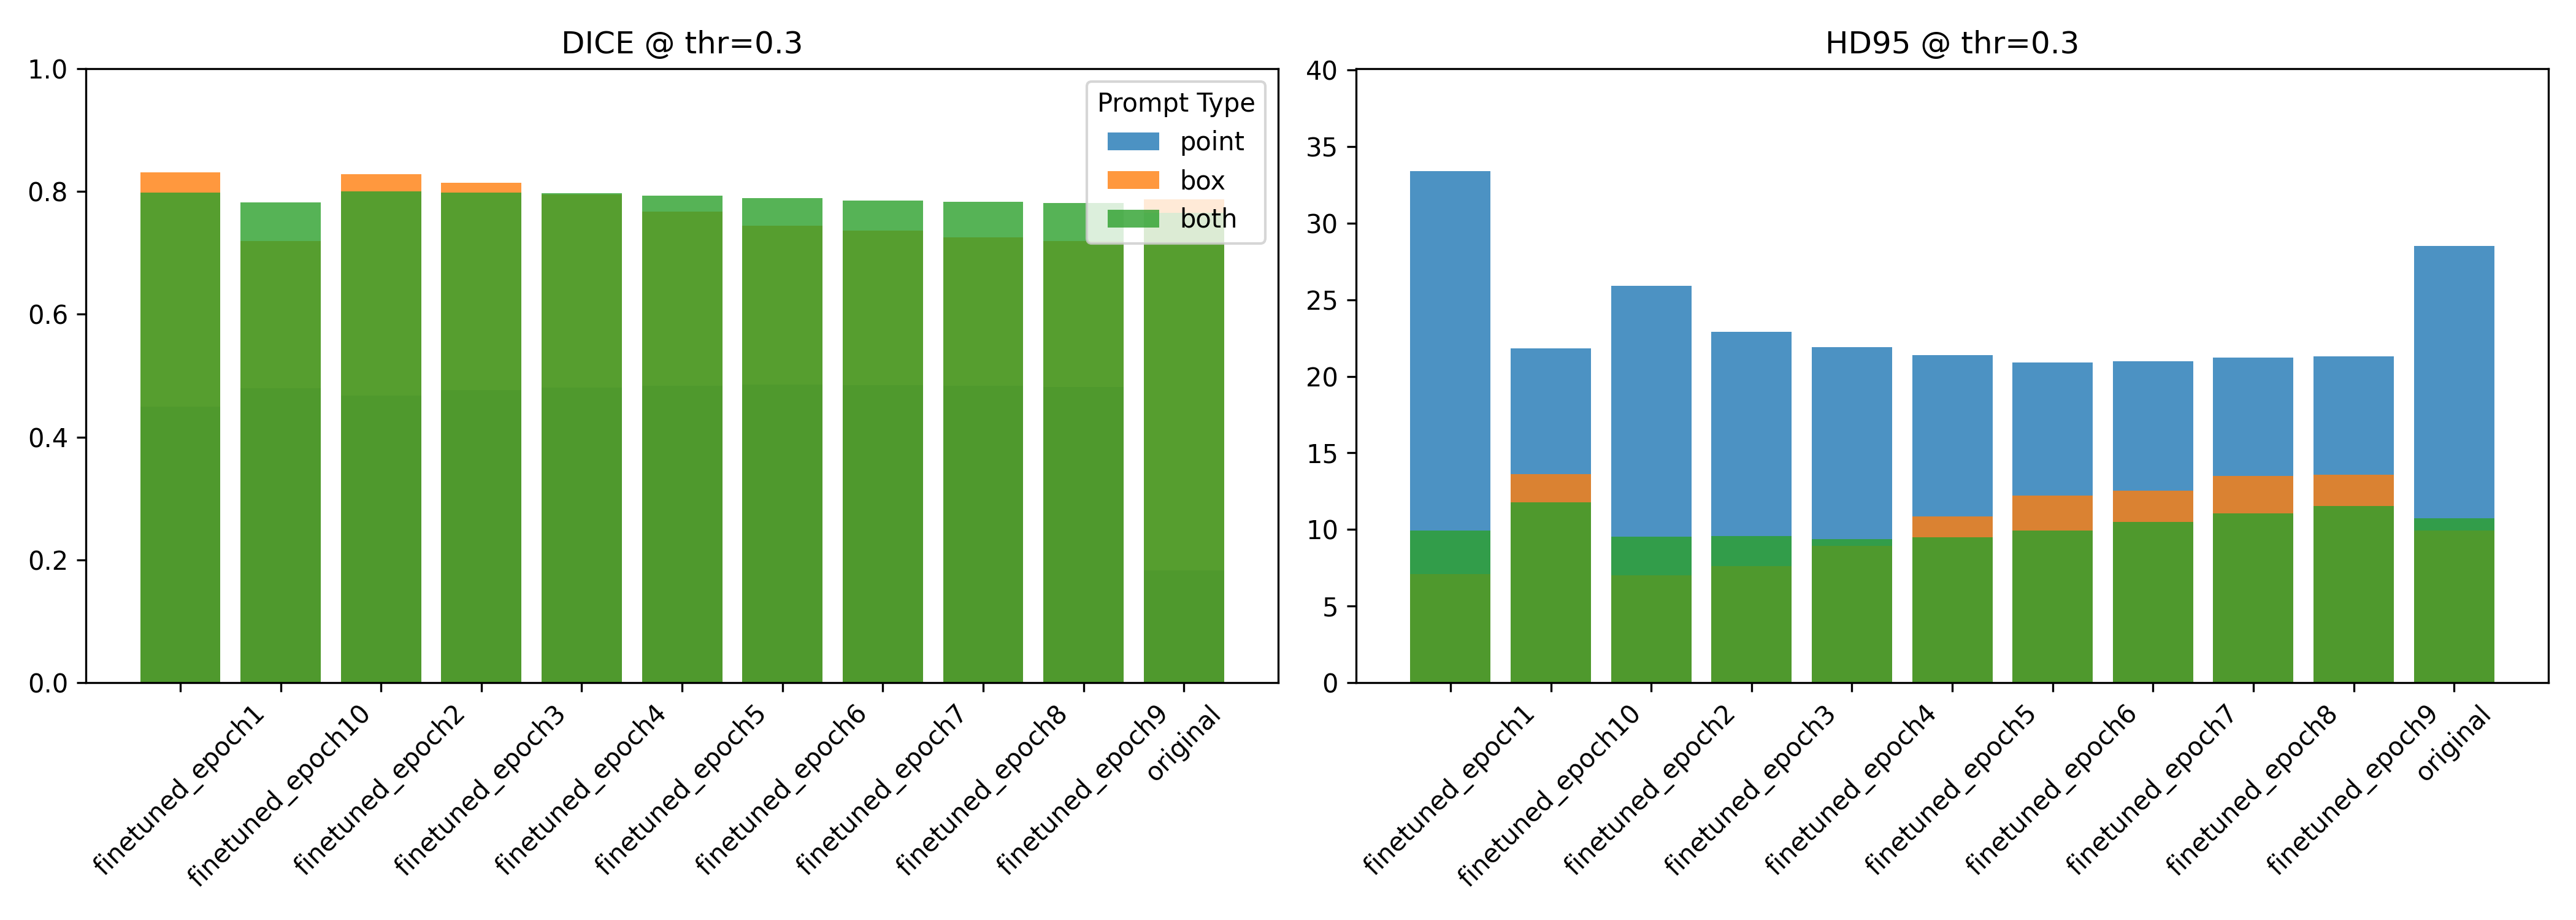 DICE @ thr=0.3
1.0
0.8
0.6
0.4
0.2
0.0
Prompt Type
point
box
both
finetuned_epoch1
finetuned_epoch10
finetuned_epoch2
finetuned_epoch3
finetuned_epoch4
finetuned_epoch5
finetuned_epoch6
finetuned_epoch7
finetuned_epoch8
finetuned_epoch9
original
HD95 @ thr=0.3
40
35
30
25
20
15
10
5
0
finetuned_epoch1
finetuned_epoch10
finetuned_epoch2
finetuned_epoch3
finetuned_epoch4
finetuned_epoch5
finetuned_epoch6
finetuned_epoch7
finetuned_epoch8
finetuned_epoch9
original